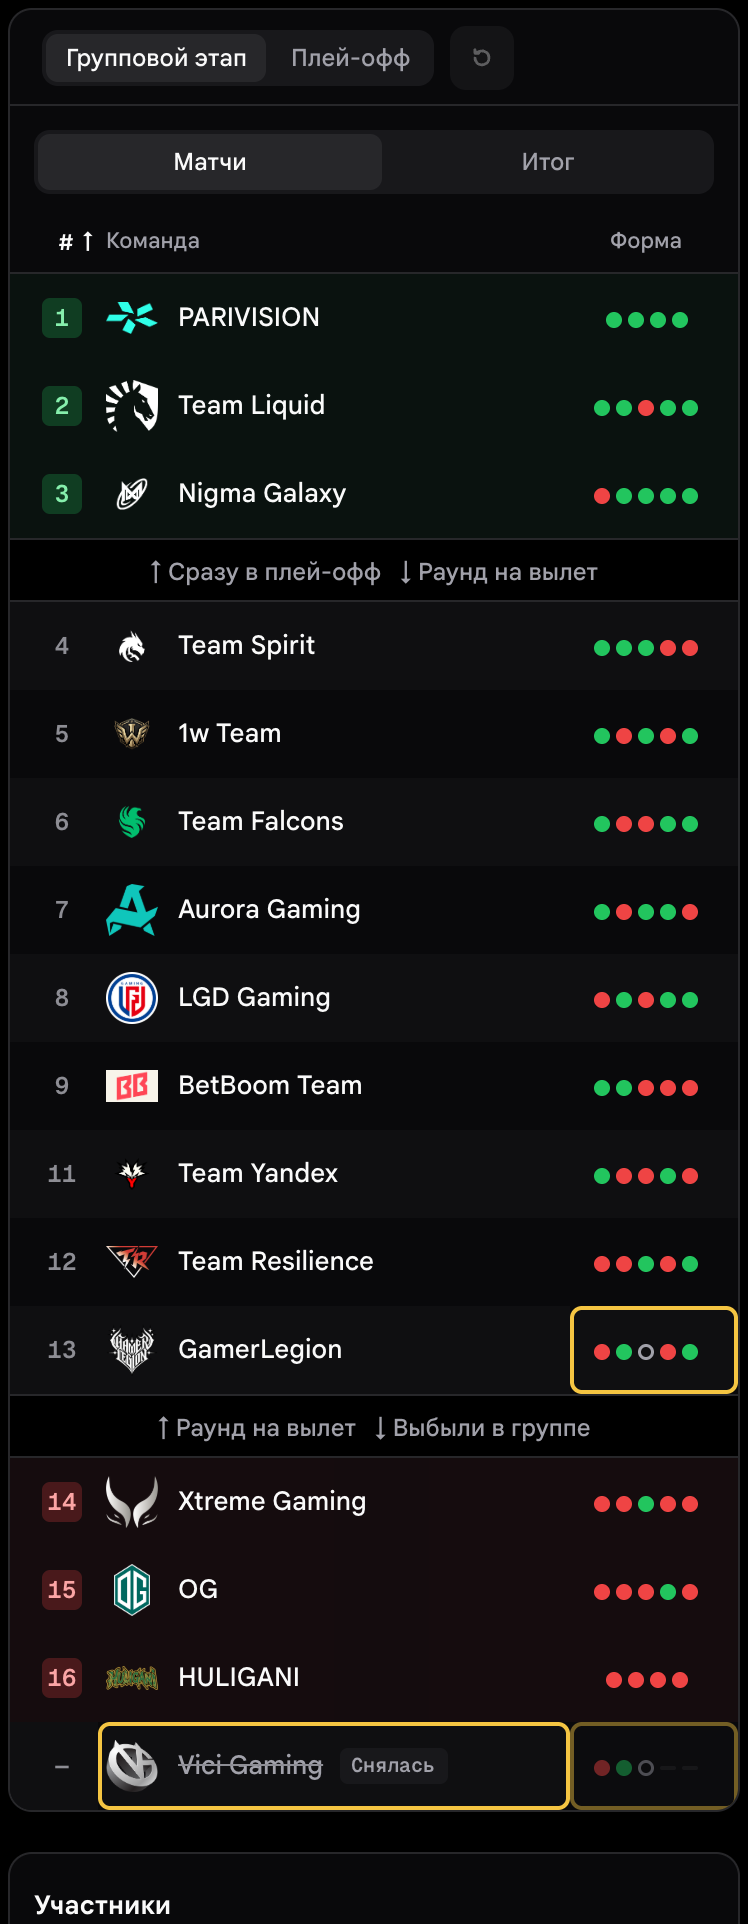 Групповой этап Плей-офф
Матчи Итог
# ↑ Команда Форма
1 PARIVISION
2 Team Liquid
3 Nigma Galaxy
↑ Сразу в плей-офф ↓ Раунд на вылет
4 Team Spirit
5 1w Team
6 Team Falcons
7 Aurora Gaming
8 LGD Gaming
9 BetBoom Team
11 Team Yandex
12 Team Resilience
13 GamerLegion
↑ Раунд на вылет ↓ Выбыли в группе
14 Xtreme Gaming
15 OG
16 HULIGANI
– Vici Gaming Снялась
Участники